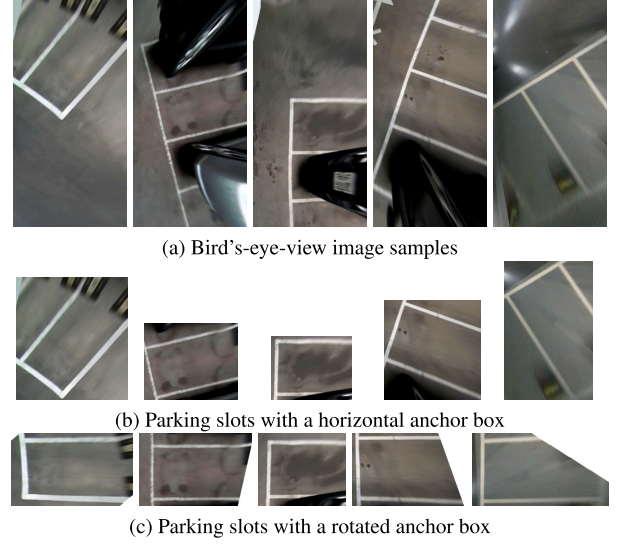 (a) Bird’s-eye-view image samples
(b) Parking slots with a horizontal anchor box
(c) Parking slots with a rotated anchor box